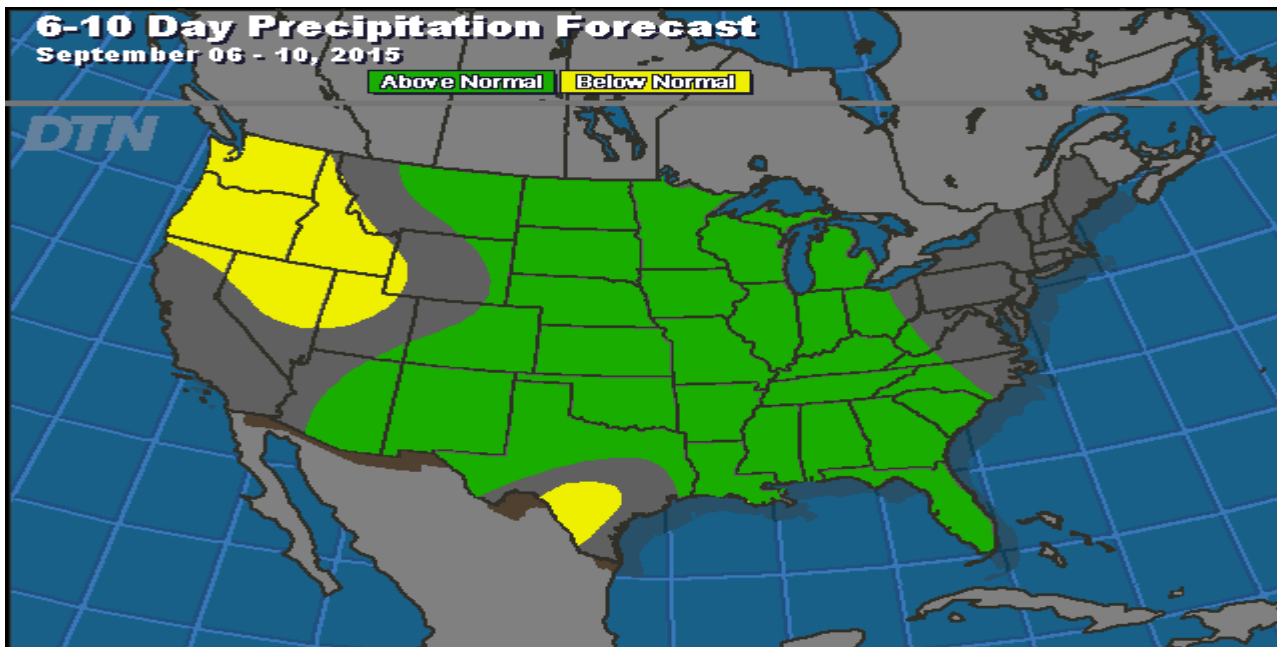 6-10 Day Precipitation Forecast
September 06 - 10, 2015
Above Normal Below Normal
DTN